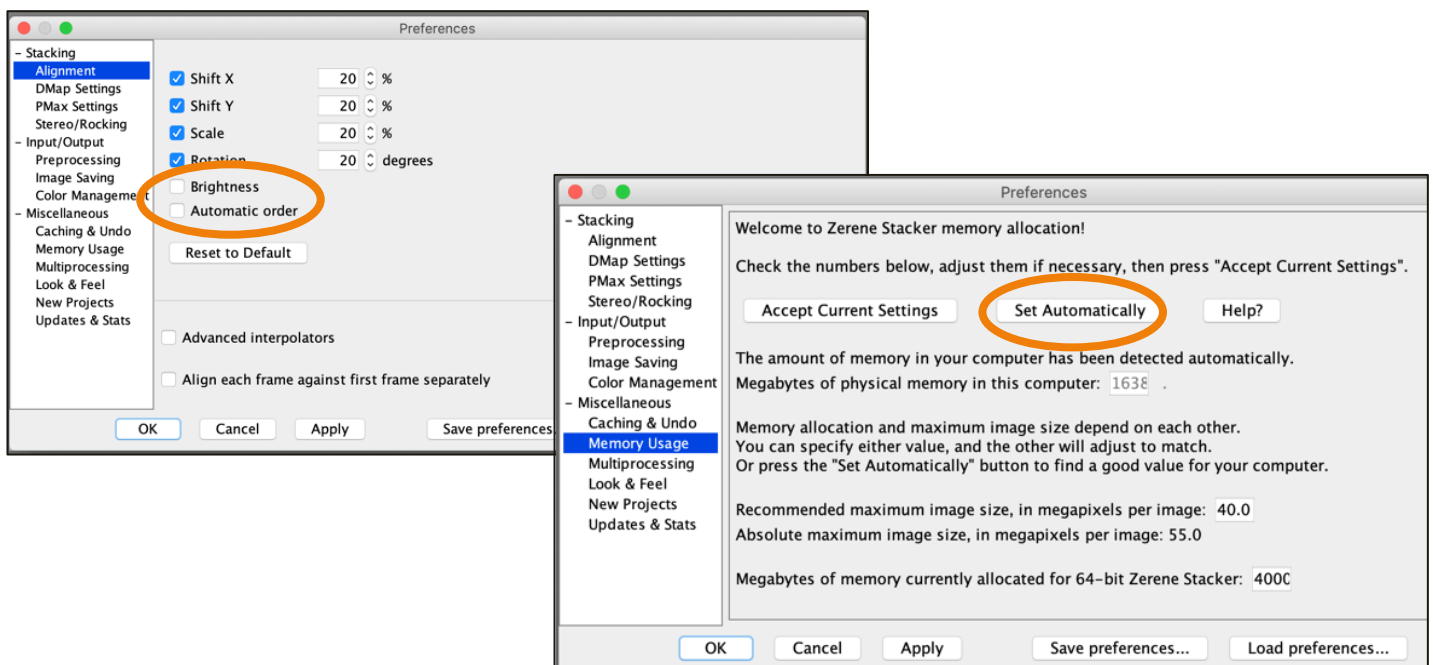 Preferences
– Stacking
Alignment
DMap Settings
PMax Settings
Stereo/Rocking
– Input/Output
Preprocessing
Image Saving
Color Management
– Miscellaneous
Caching & Undo
Memory Usage
Multiprocessing
Look & Feel
New Projects
Updates & Stats
Shift X 20 %
Shift Y 20 %
Scale 20 %
Rotation 20 degrees
Brightness
Automatic order
Reset to Default
Advanced interpolators
Align each frame against first frame separately
OK Cancel Apply Save preferences.
Preferences
– Stacking
Alignment
DMap Settings
PMax Settings
Stereo/Rocking
– Input/Output
Preprocessing
Image Saving
Color Management
– Miscellaneous
Caching & Undo
Memory Usage
Multiprocessing
Look & Feel
New Projects
Updates & Stats
Welcome to Zerene Stacker memory allocation!
Check the numbers below, adjust them if necessary, then press "Accept Current Settings".
Accept Current Settings Set Automatically Help?
The amount of memory in your computer has been detected automatically.
Megabytes of physical memory in this computer: 1638 .
Memory allocation and maximum image size depend on each other.
You can specify either value, and the other will adjust to match.
Or press the "Set Automatically" button to find a good value for your computer.
Recommended maximum image size, in megapixels per image: 40.0
Absolute maximum image size, in megapixels per image: 55.0
Megabytes of memory currently allocated for 64-bit Zerene Stacker: 4000
OK Cancel Apply Save preferences... Load preferences...